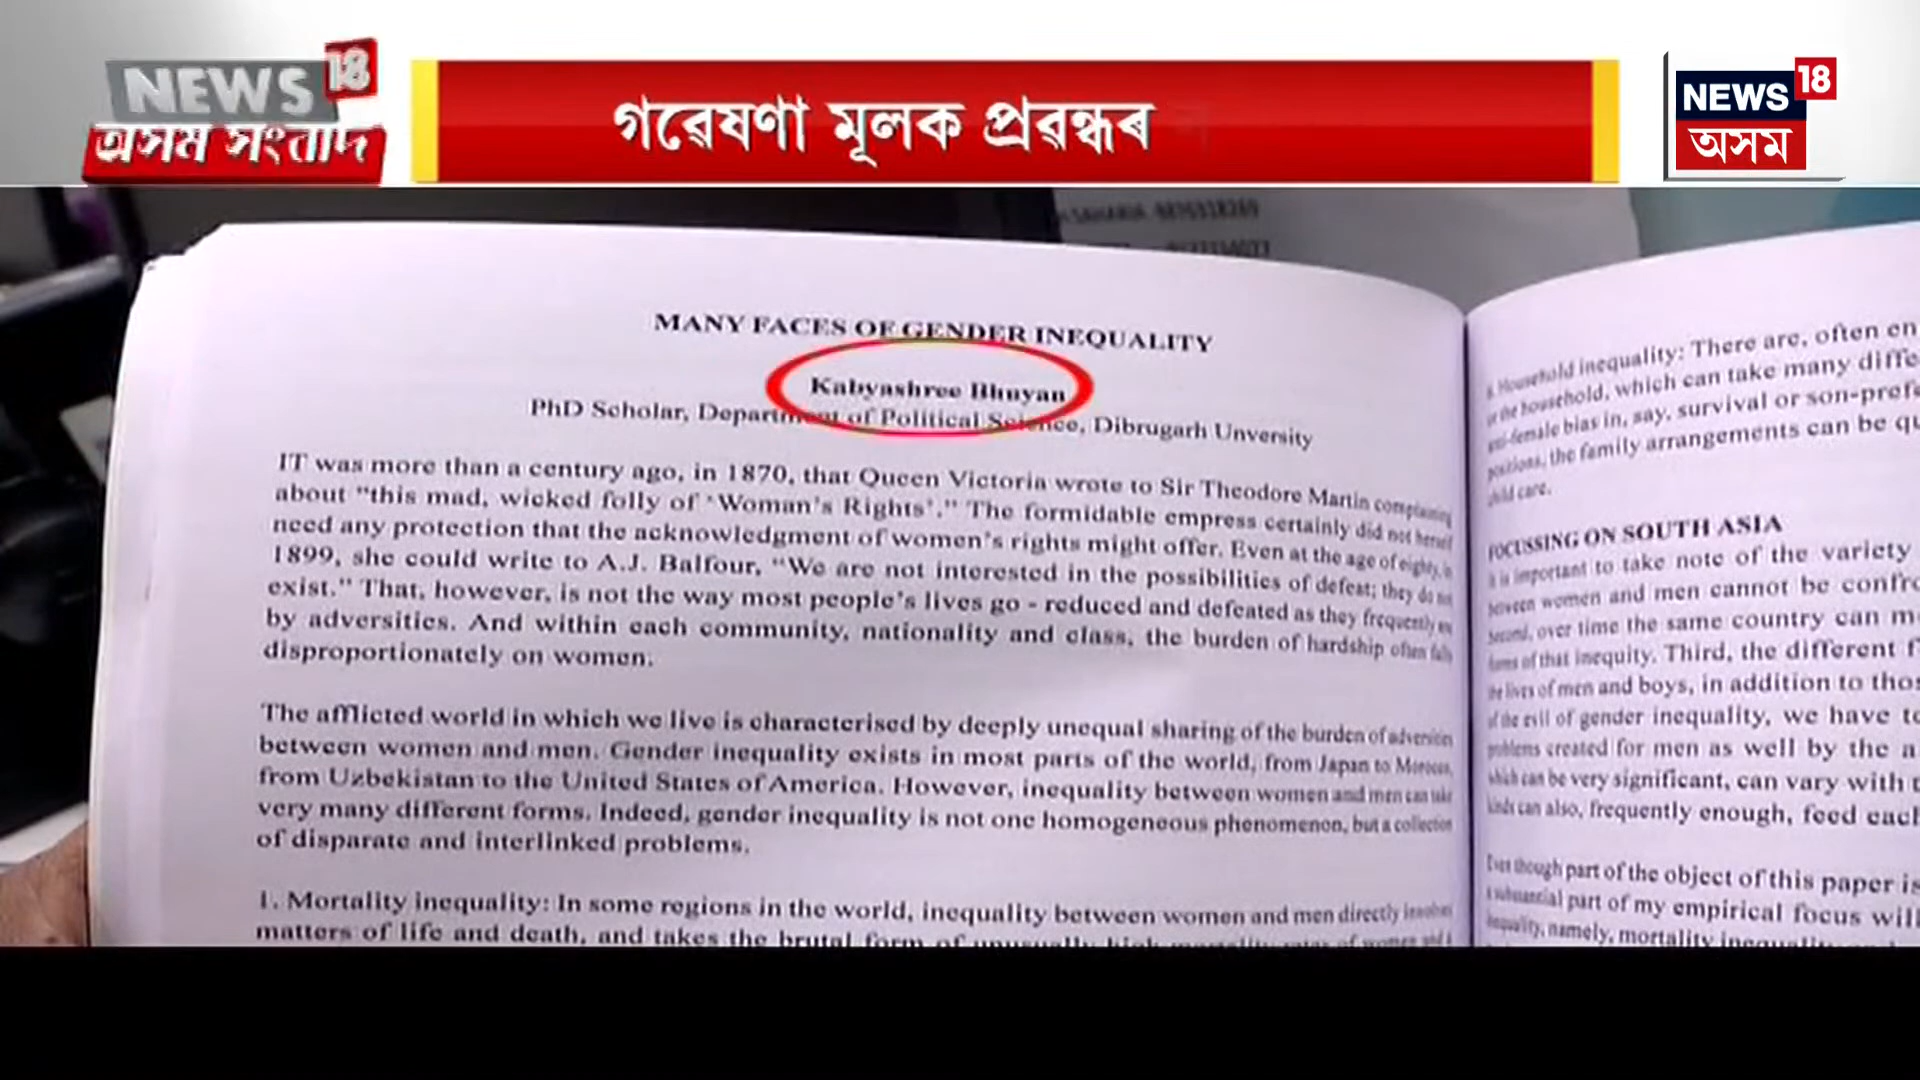 NEWS 18
অসম সংবাদ
গৱেষণা মূলক প্ৰৱন্ধৰ
NEWS 18
অসম
MANY FACES OF GENDER INEQUALITY
Kabyashree Bhuyan
PhD Scholar, Department of Political Science, Dibrugarh Unversity
IT was more than a century ago, in 1870, that Queen Victoria wrote to Sir Theodore Martin complaining
about "this mad, wicked folly of 'Woman's Rights'." The formidable empress certainly did not herself
need any protection that the acknowledgment of women's rights might offer. Even at the age of eighty, in
1899, she could write to A.J. Balfour, "We are not interested in the possibilities of defeat; they do not
exist." That, however, is not the way most people's lives go - reduced and defeated as they frequently are
by adversities. And within each community, nationality and class, the burden of hardship often falls
disproportionately on women.
The afflicted world in which we live is characterised by deeply unequal sharing of the burden of adversities
between women and men. Gender inequality exists in most parts of the world, from Japan to Morocco,
from Uzbekistan to the United States of America. However, inequality between women and men can take
very many different forms. Indeed, gender inequality is not one homogeneous phenomenon, but a collection
of disparate and interlinked problems.
1. Mortality inequality: In some regions in the world, inequality between women and men directly involves
matters of life and death, and takes the brutal form of unusually high mortality rates of women and
Household inequality: There are, often en
the household, which can take many diffe
anti-female bias in, say, survival or son-prefe
positions, the family arrangements can be qu
child care.
FOCUSSING ON SOUTH ASIA
It is important to take note of the variety
between women and men cannot be confro
Second, over time the same country can m
forms of that inequity. Third, the different f
the lives of men and boys, in addition to thos
of the evil of gender inequality, we have to
problems created for men as well by the a
which can be very significant, can vary with t
kinds can also, frequently enough, feed each
Even though part of the object of this paper is
a substantial part of my empirical focus will
inequality, namely, mortality inequality